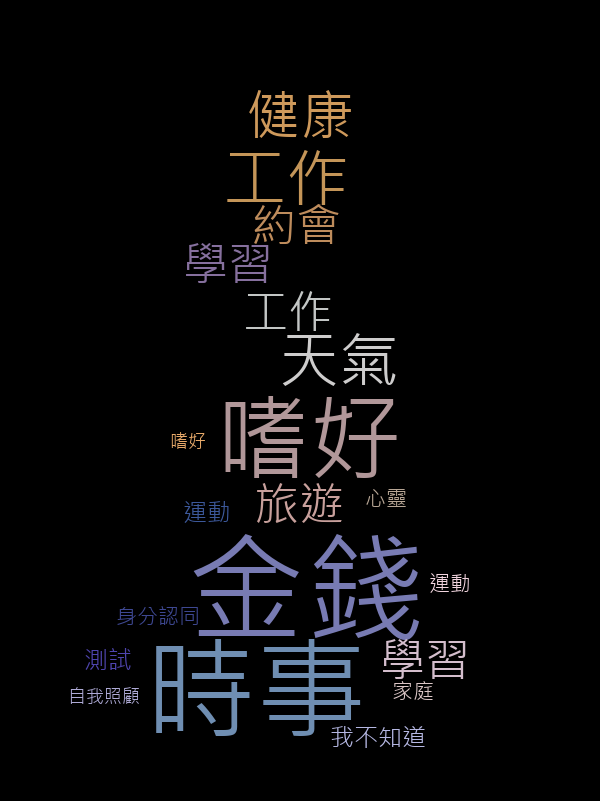 健康
工作
約會
學習
工作
天氣
嗜好
嗜好
旅遊
心靈
運動
金錢
運動
身分認同
時事
學習
測試
家庭
自我照顧
我不知道